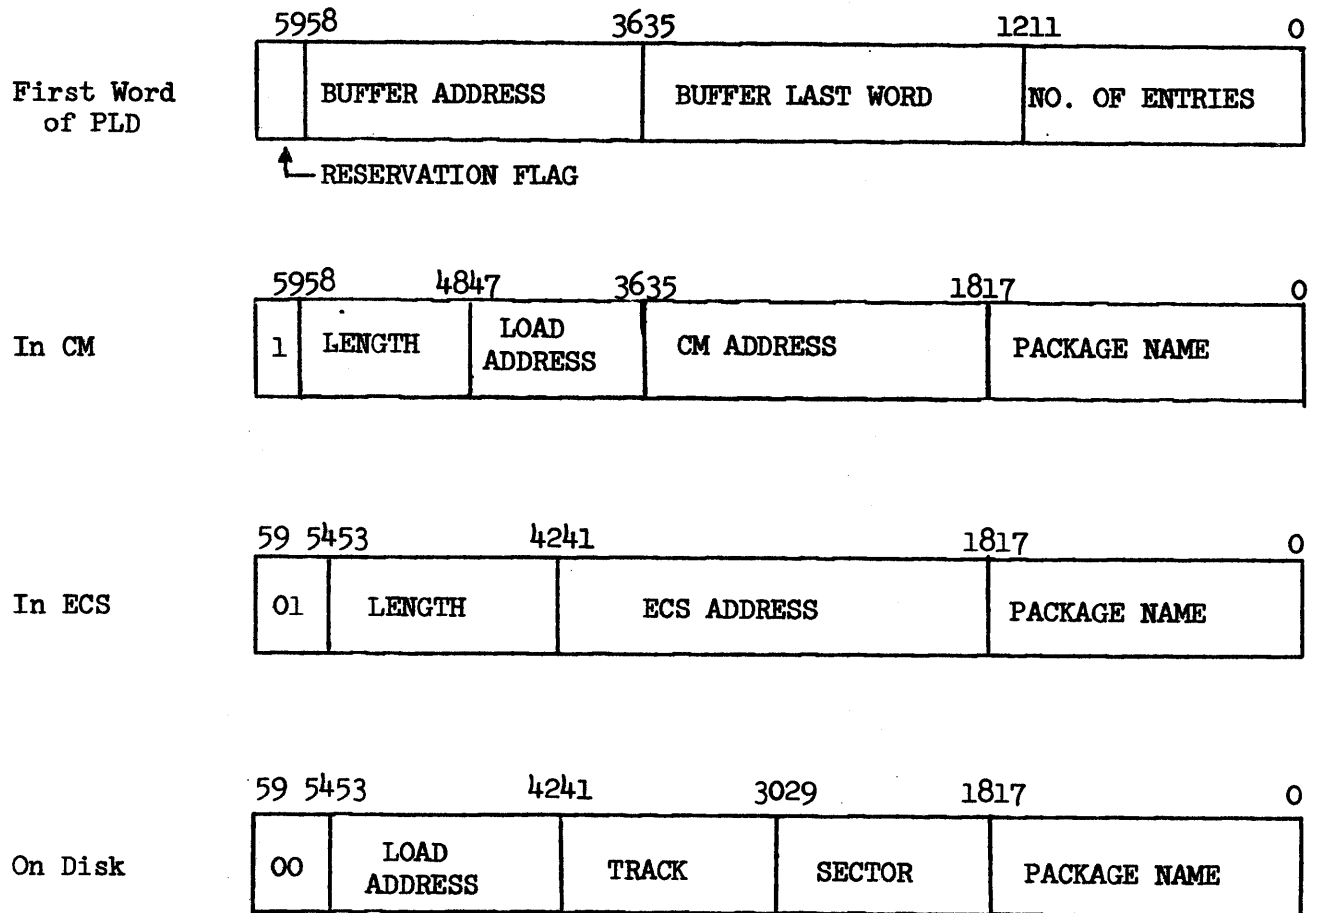 5958 3635 1211 0
First Word
of PLD
BUFFER ADDRESS BUFFER LAST WORD NO. OF ENTRIES
RESERVATION FLAG
5958 4847 3635 1817 0
In CM
1 LENGTH LOAD
ADDRESS CM ADDRESS PACKAGE NAME
59 5453 4241 1817 0
In ECS
01 LENGTH ECS ADDRESS PACKAGE NAME
59 5453 4241 3029 1817 0
On Disk
00 LOAD
ADDRESS TRACK SECTOR PACKAGE NAME